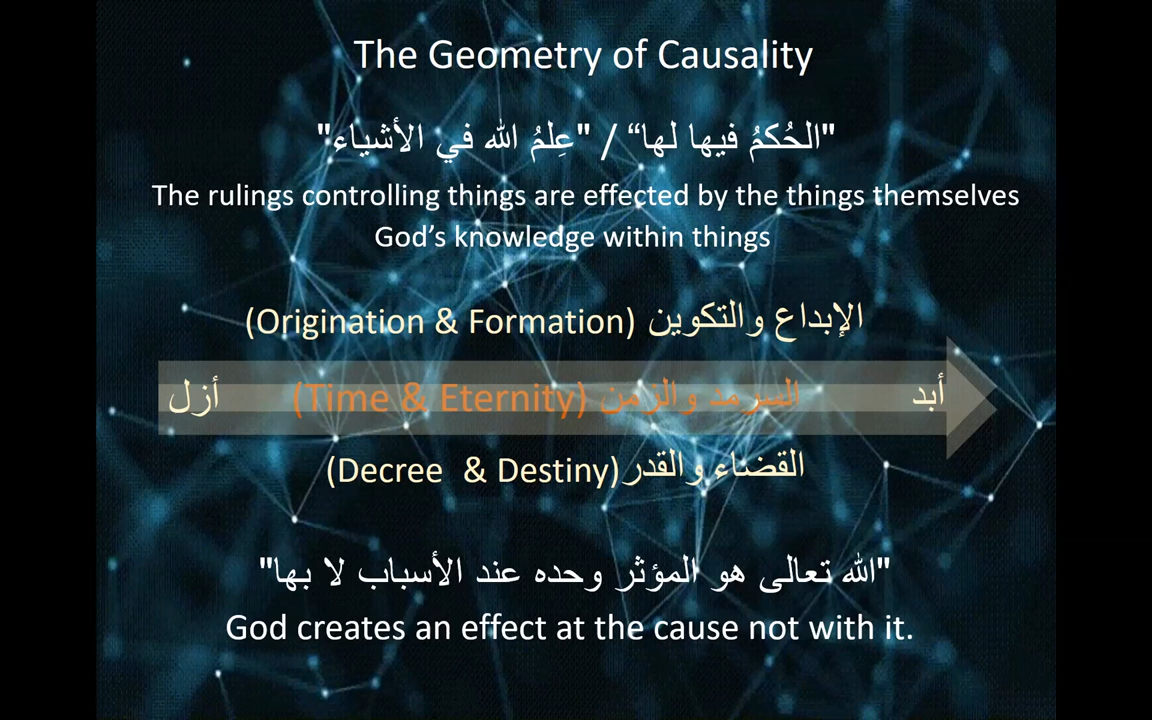 The Geometry of Causality
"الحُكمُ فيها لها“ / "عِلمُ الله في الأشياء"
The rulings controlling things are effected by the things themselves
God’s knowledge within things
(Origination & Formation) الإبداع والتكوين
أزل (Time & Eternity) السرمد والزمن أبد
(Decree & Destiny) القضاء والقدر
"الله تعالى هو المؤثر وحده عند الأسباب لا بها"
God creates an effect at the cause not with it.